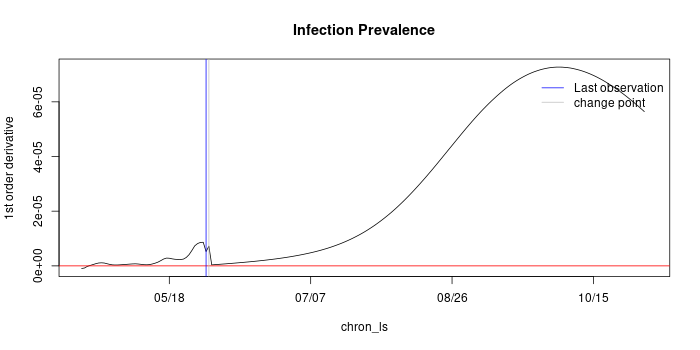 Infection Prevalence
1st order derivative
6e-05
4e-05
2e-05
0e+00
Last observation
change point
05/18
07/07
08/26
10/15
chron_ls